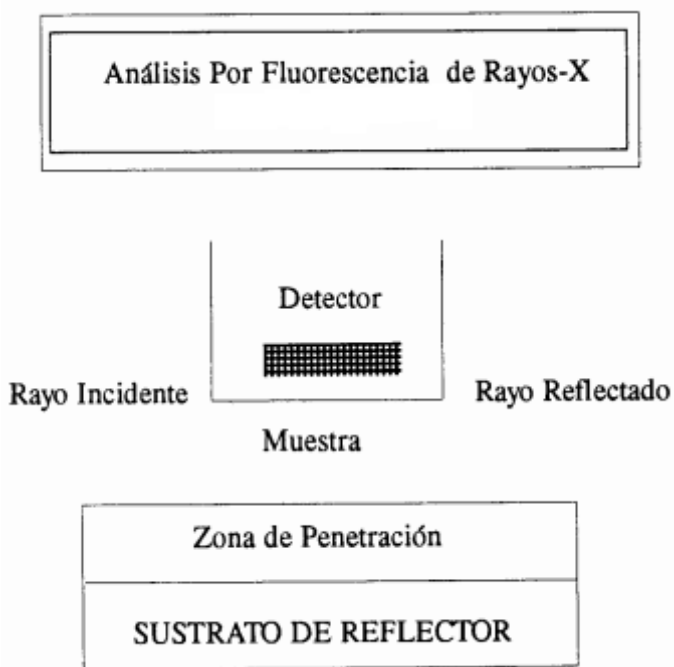 Análisis Por Fluorescencia de Rayos-X
Detector
Rayo Incidente
Rayo Reflectado
Muestra
Zona de Penetración
SUSTRATO DE REFLECTOR